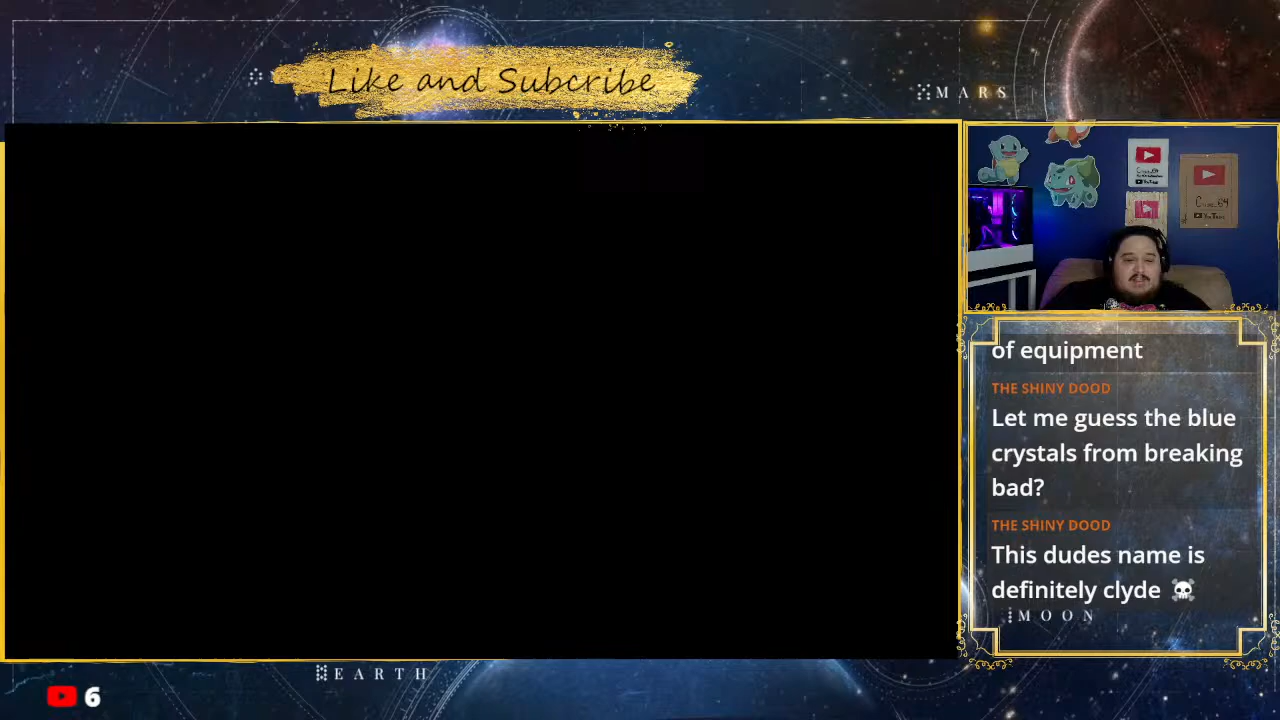 Like and Subcribe
MARS
of equipment
THE SHINY DOOD
Let me guess the blue
crystals from breaking
bad?
THE SHINY DOOD
This dudes name is
definitely clyde ☠️
MOON
EARTH
6